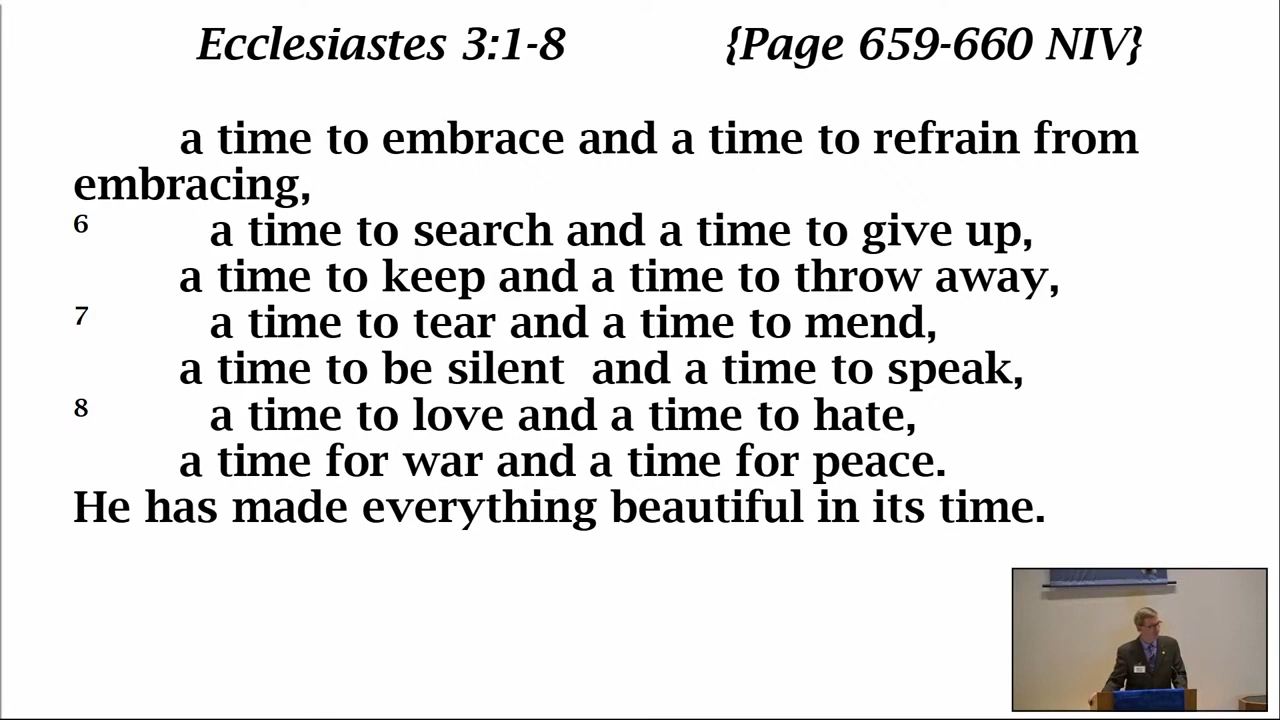 Ecclesiastes 3:1-8 {Page 659-660 NIV}
a time to embrace and a time to refrain from
embracing,
6 a time to search and a time to give up,
a time to keep and a time to throw away,
7 a time to tear and a time to mend,
a time to be silent and a time to speak,
8 a time to love and a time to hate,
a time for war and a time for peace.
He has made everything beautiful in its time.